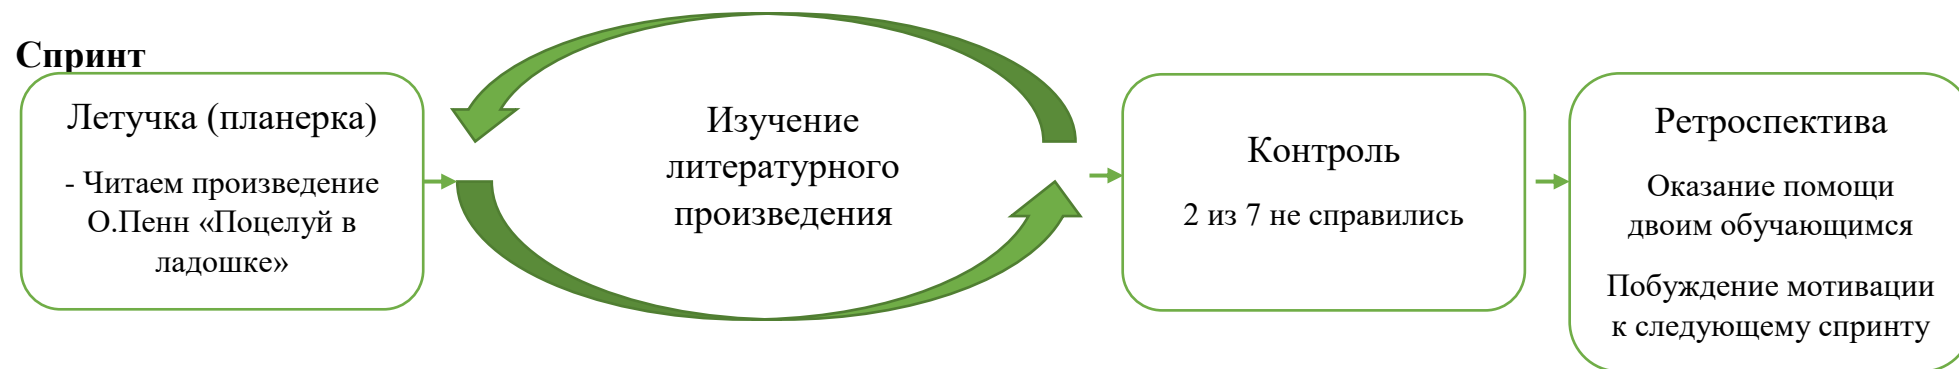 Спринт
Летучка (планерка)
- Читаем произведение
О.Пенн «Поцелуй в
ладошке»
Изучение
литературного
произведения
Контроль
2 из 7 не справились
Ретроспектива
Оказание помощи
двоим обучающимся
Побуждение мотивации
к следующему спринту